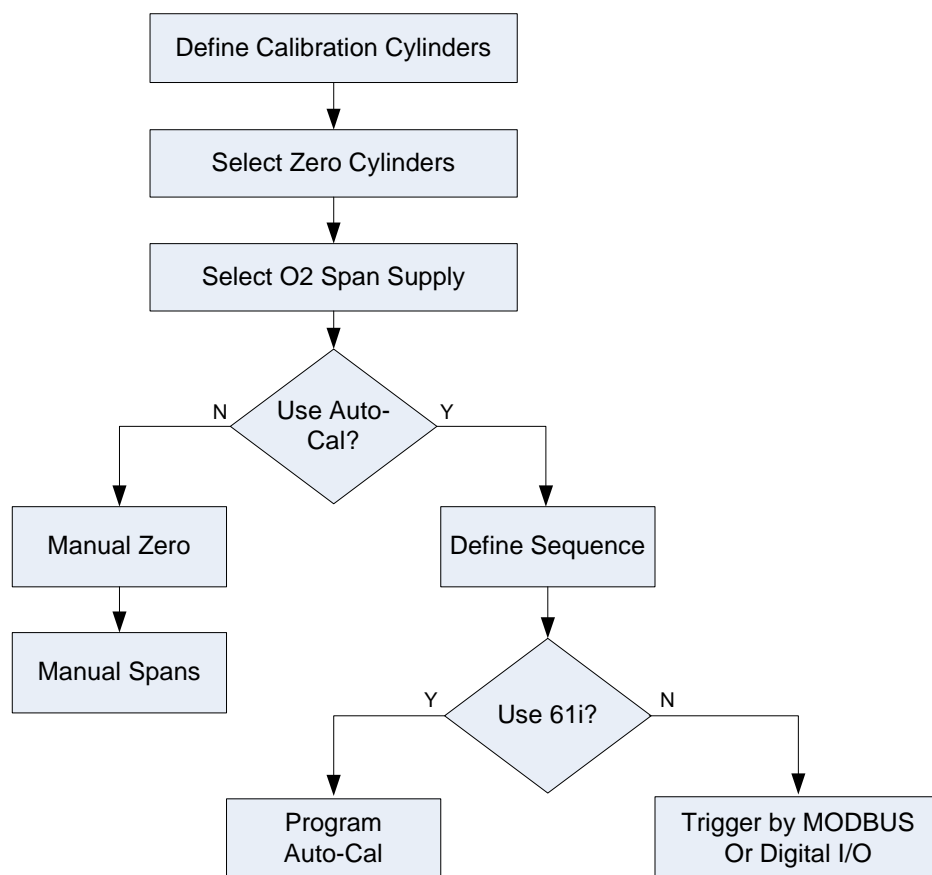 Define Calibration Cylinders
Select Zero Cylinders
Select O2 Span Supply
Use Auto-
Cal?
N
Y
Manual Zero
Define Sequence
Manual Spans
Use 61i?
Y
N
Program
Auto-Cal
Trigger by MODBUS
Or Digital I/O